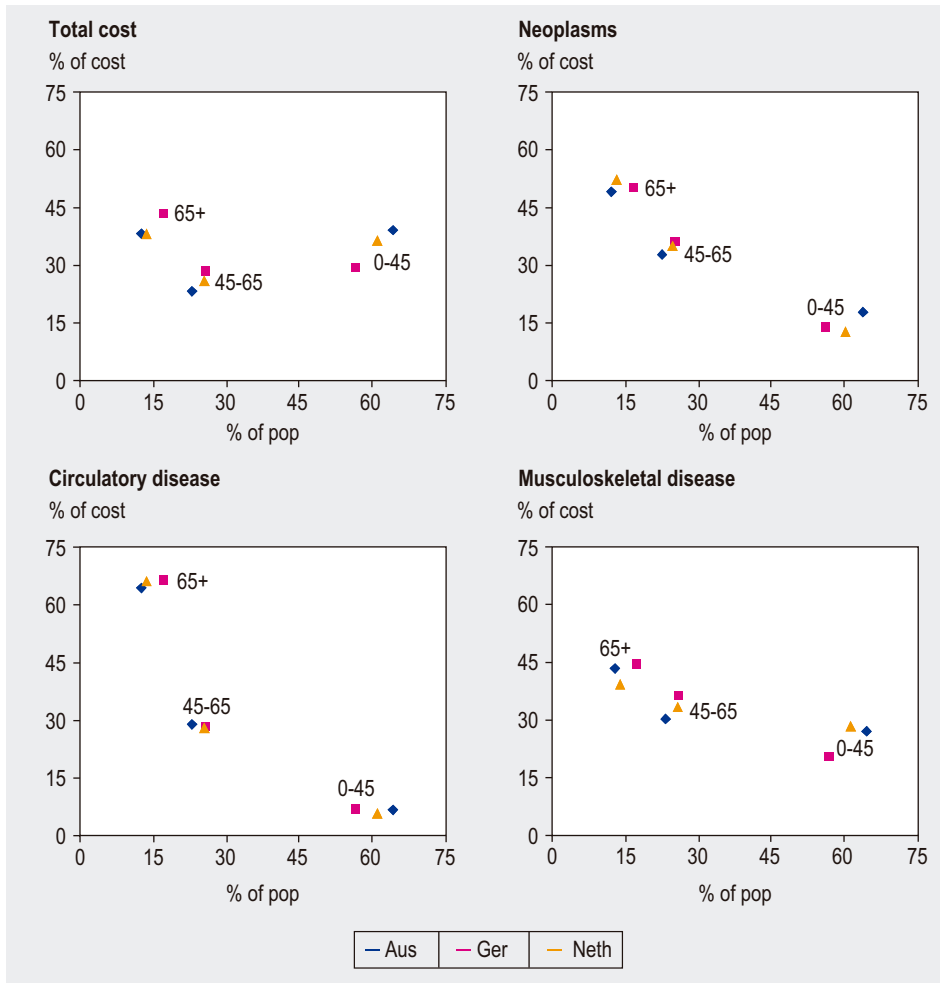 Total cost
% of cost
75
60
45
30
15
0
65+
45-65
0-45
0 15 30 45 60 75
% of pop
Neoplasms
% of cost
75
60
45
30
15
0
65+
45-65
0-45
0 15 30 45 60 75
% of pop
Circulatory disease
% of cost
75
60
45
30
15
0
65+
45-65
0-45
0 15 30 45 60 75
% of pop
Musculoskeletal disease
% of cost
75
60
45
30
15
0
65+
45-65
0-45
0 15 30 45 60 75
% of pop
Aus Ger Neth